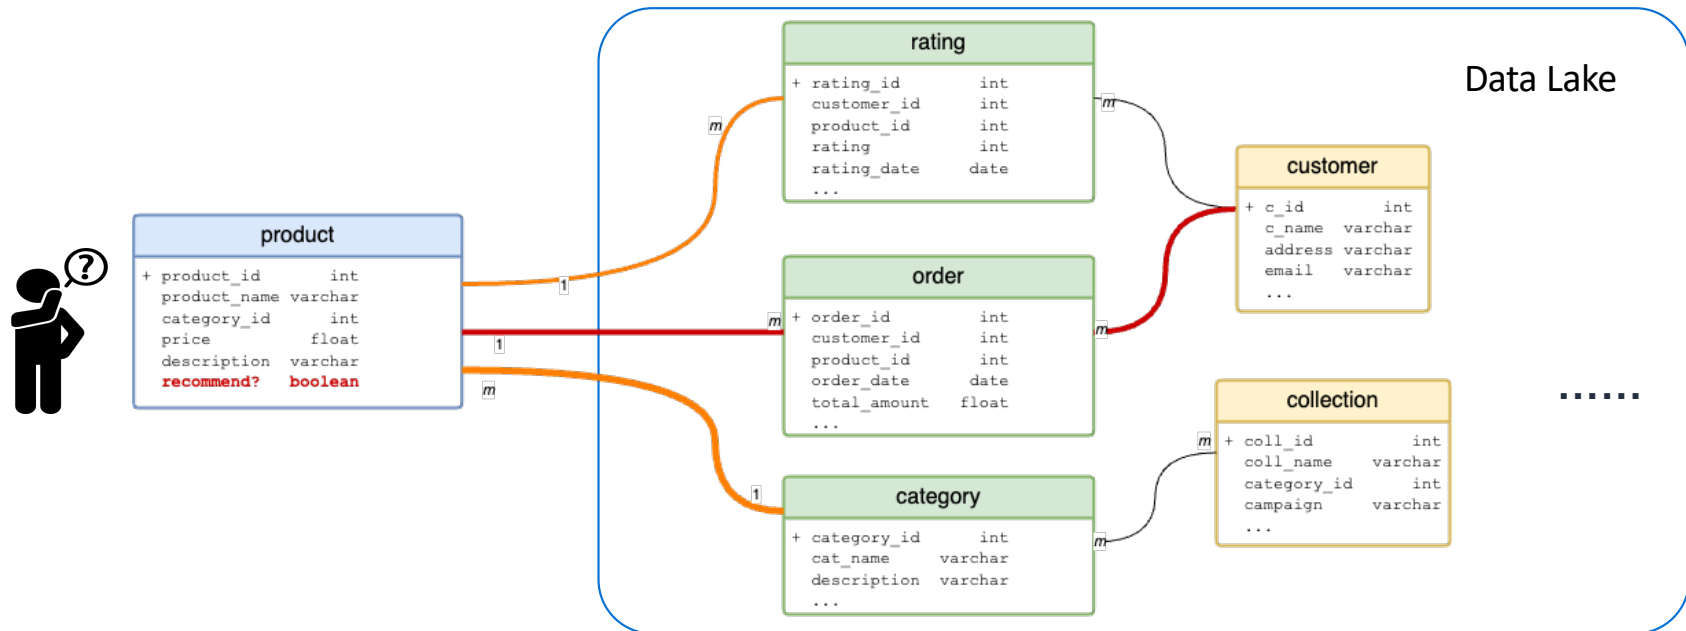 Data Lake
?
product
+ product_id int
product_name varchar
category_id int
price float
description varchar
recommend? boolean
1
1
m
m
m
1
rating
+ rating_id int
customer_id int
product_id int
rating int
rating_date date
...
order
+ order_id int
customer_id int
product_id int
order_date date
total_amount float
...
category
+ category_id int
cat_name varchar
description varchar
...
m
m
m
m
customer
+ c_id int
c_name varchar
address varchar
email varchar
...
collection
+ coll_id int
coll_name varchar
category_id int
campaign varchar
...
......